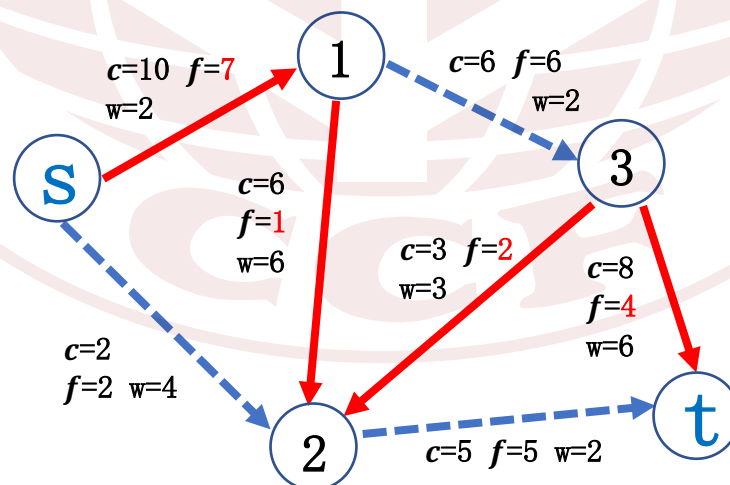 1
c=10 f=7
w=2
c=6 f=6
w=2
s
3
c=6
f=1
w=6
c=3 f=2
w=3
c=8
f=4
w=6
c=2
f=2 w=4
2
t
c=5 f=5 w=2
CCF